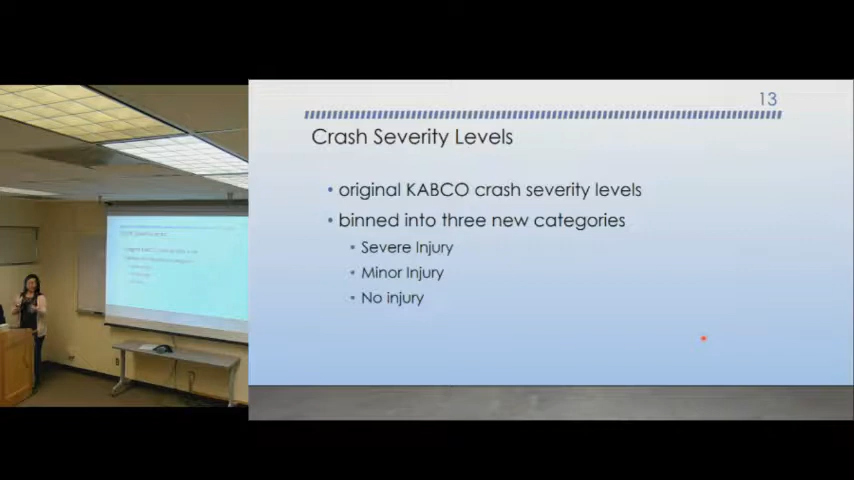 13
Crash Severity Levels
• original KABCO crash severity levels
• binned into three new categories
• Severe Injury
• Minor Injury
• No injury